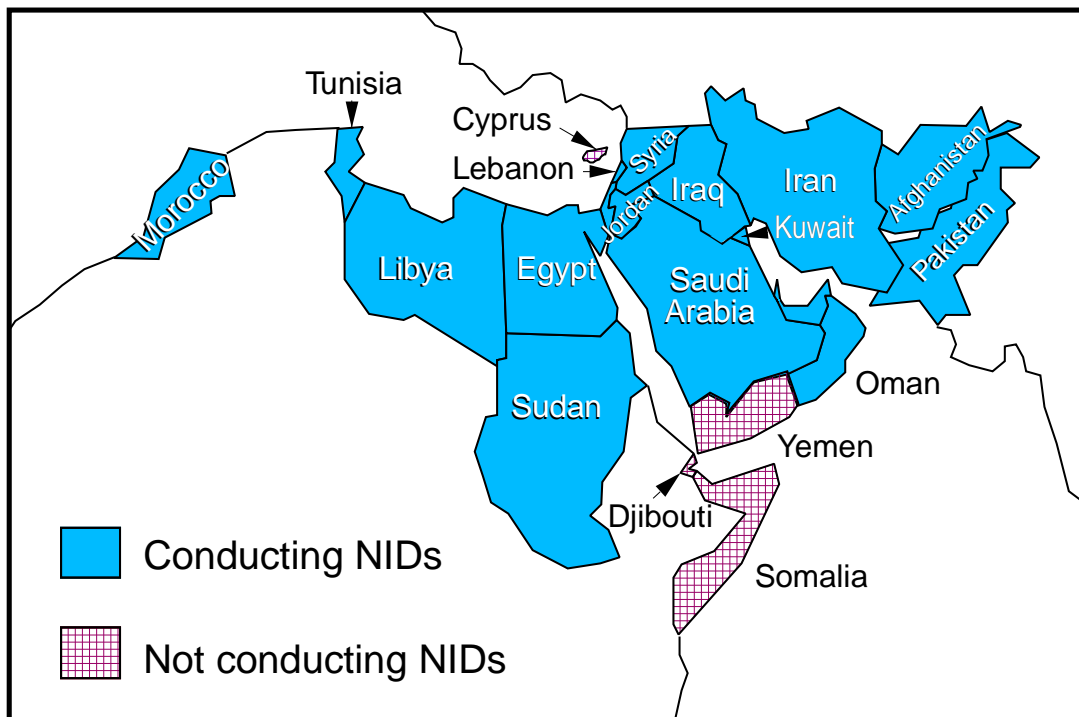 Tunisia
Cyprus
Lebanon
Syria
Morocco
Jordan
Iraq
Iran
Afghanistan
Kuwait
Pakistan
Libya
Egypt
Saudi
Arabia
Oman
Sudan
Yemen
Djibouti
Somalia
Conducting NIDs
Not conducting NIDs